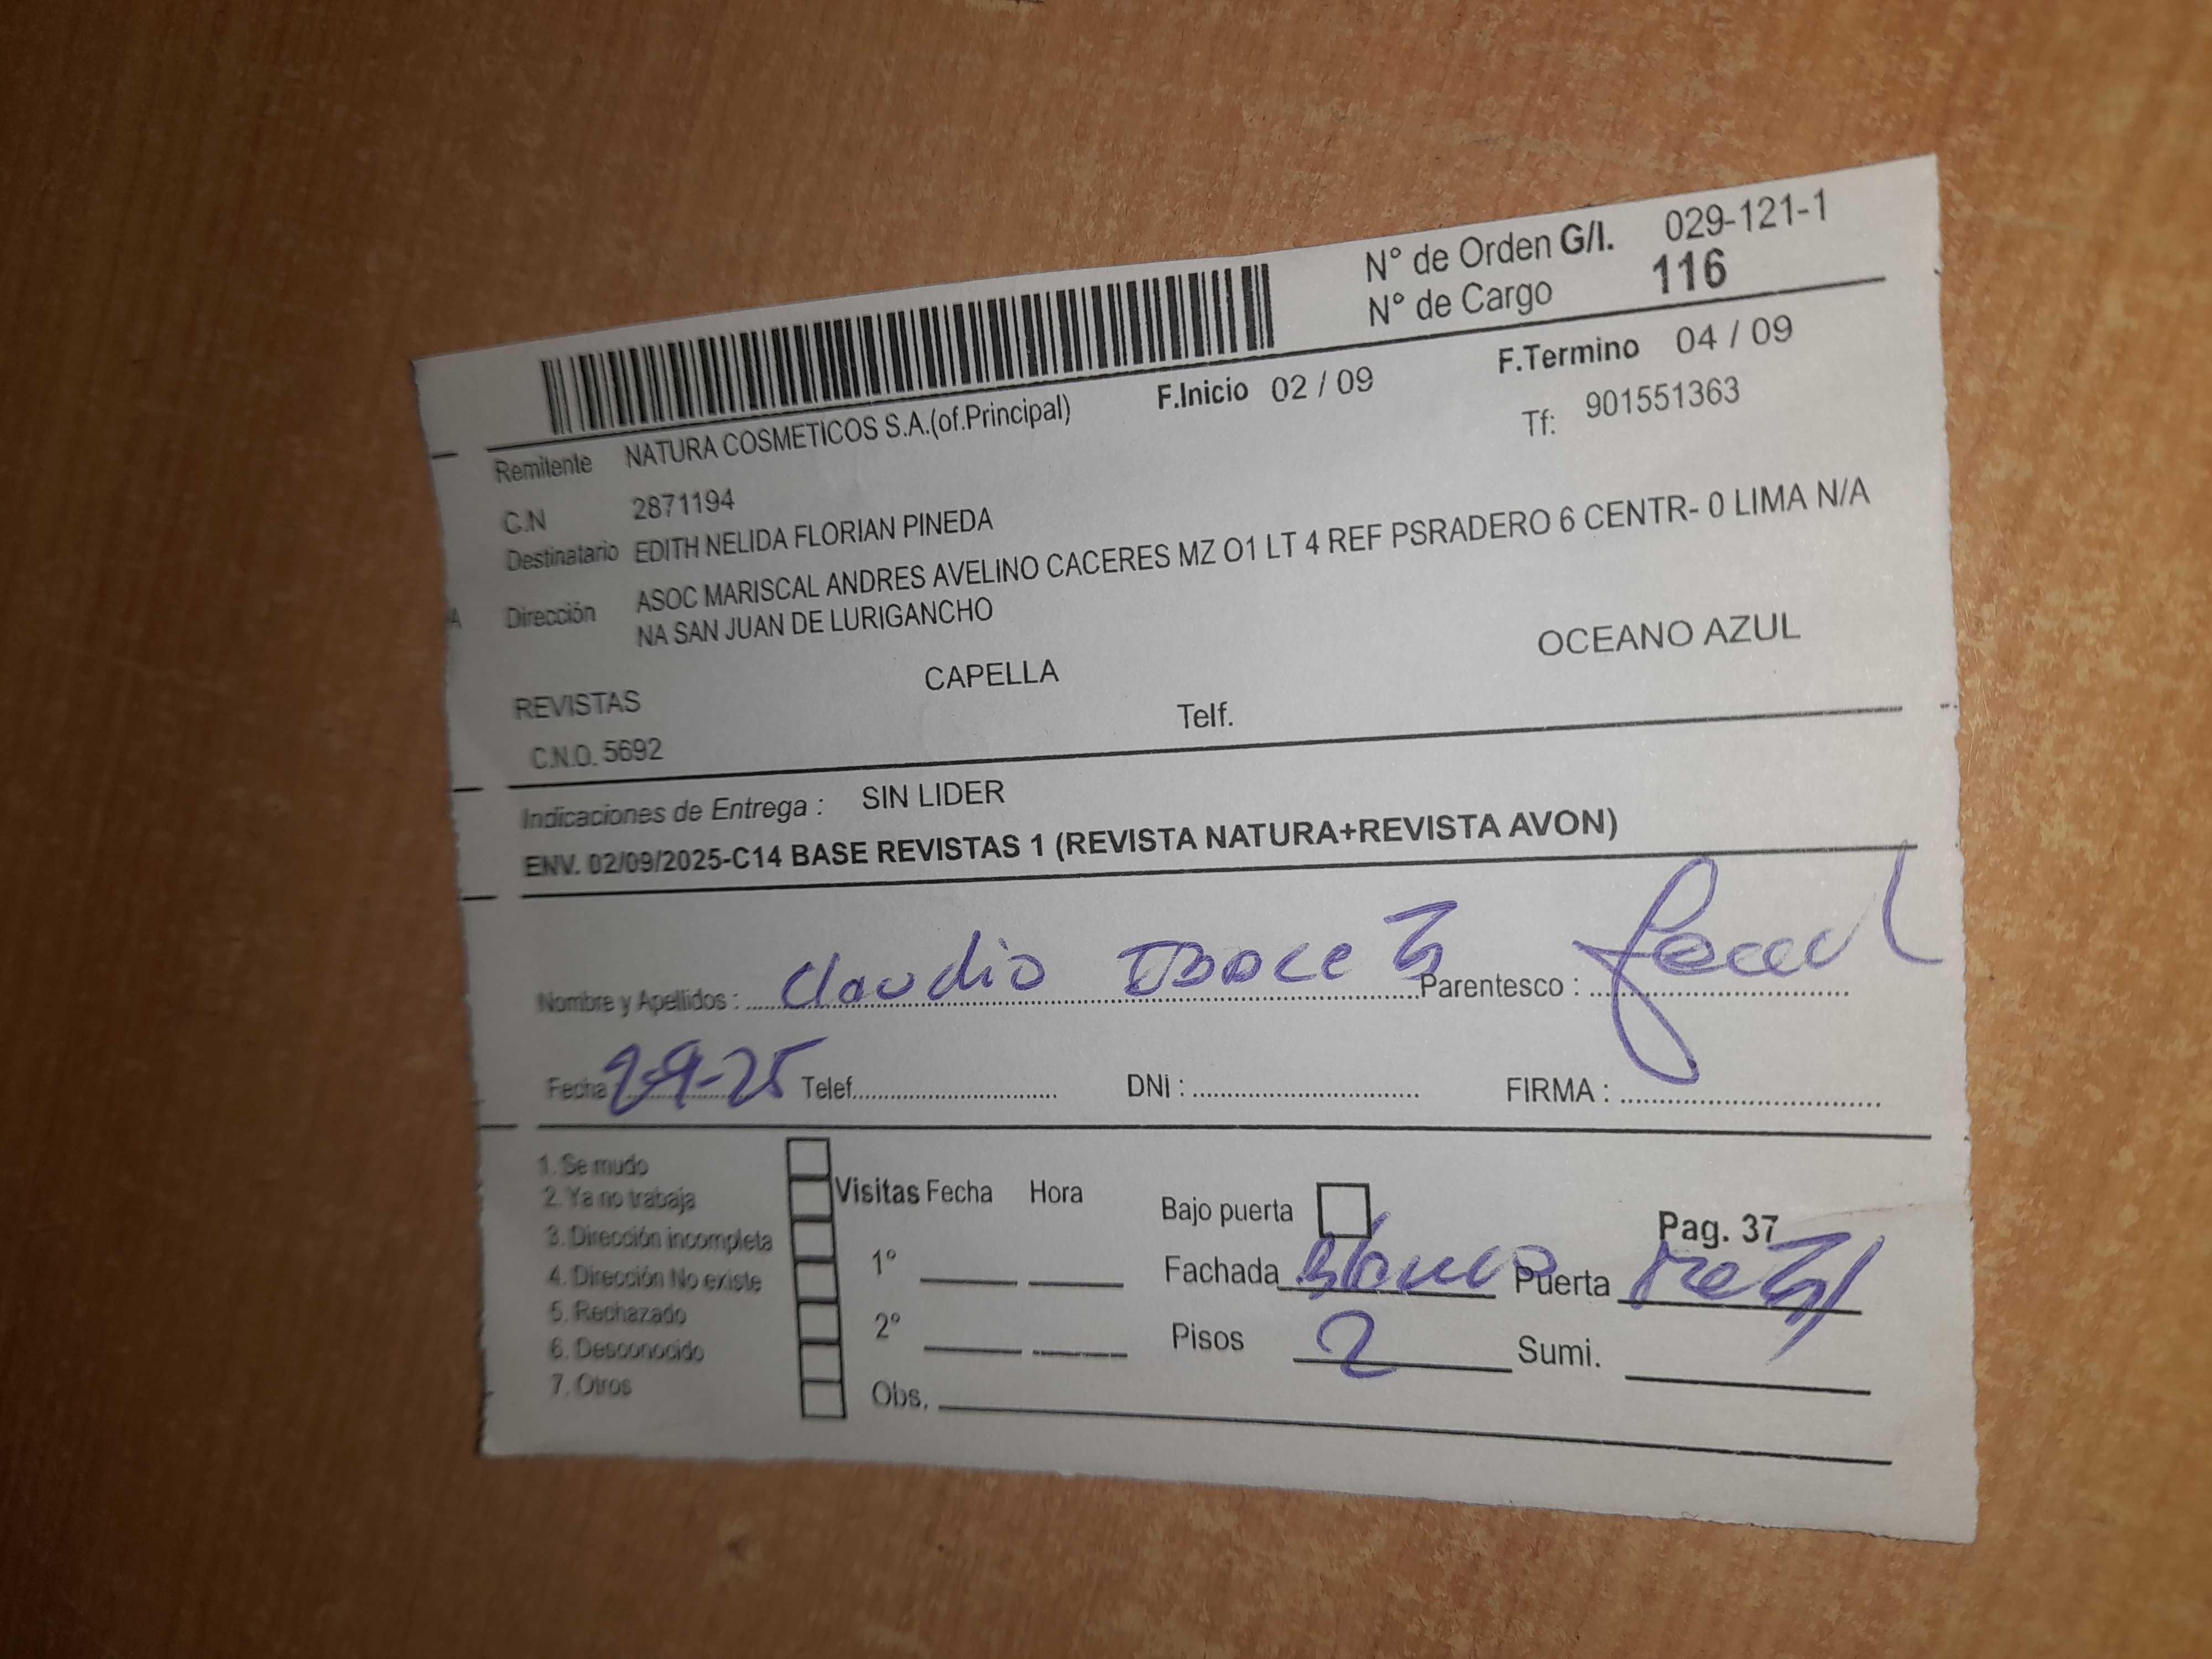 N° de Orden G/I. 029-121-1
N° de Cargo 116
F.Inicio 02 / 09 F.Termino 04 / 09
Remitente NATURA COSMETICOS S.A.(of.Principal) Tf: 901551363
C.N 2871194
Destinatario EDITH NELIDA FLORIAN PINEDA
Dirección ASOC MARISCAL ANDRES AVELINO CACERES MZ O1 LT 4 REF PSRADERO 6 CENTR- 0 LIMA N/A
NA SAN JUAN DE LURIGANCHO
REVISTAS CAPELLA OCEANO AZUL
C.N.O. 5692 Telf.
Indicaciones de Entrega : SIN LIDER
ENV. 02/09/2025-C14 BASE REVISTAS 1 (REVISTA NATURA+REVISTA AVON)
Nombre y Apellidos : Claudio Parentesco :
Fecha 2-9-25 Telef. DNI : FIRMA :
1. Se mudo
2. Ya no trabaja
3. Dirección incompleta
4. Dirección No existe
5. Rechazado
6. Desconocido
7. Otros
Visitas Fecha Hora
1°
2°
Obs.
Bajo puerta Pag. 37
Fachada Blanco Puerta Metal
Pisos 2 Sumi.